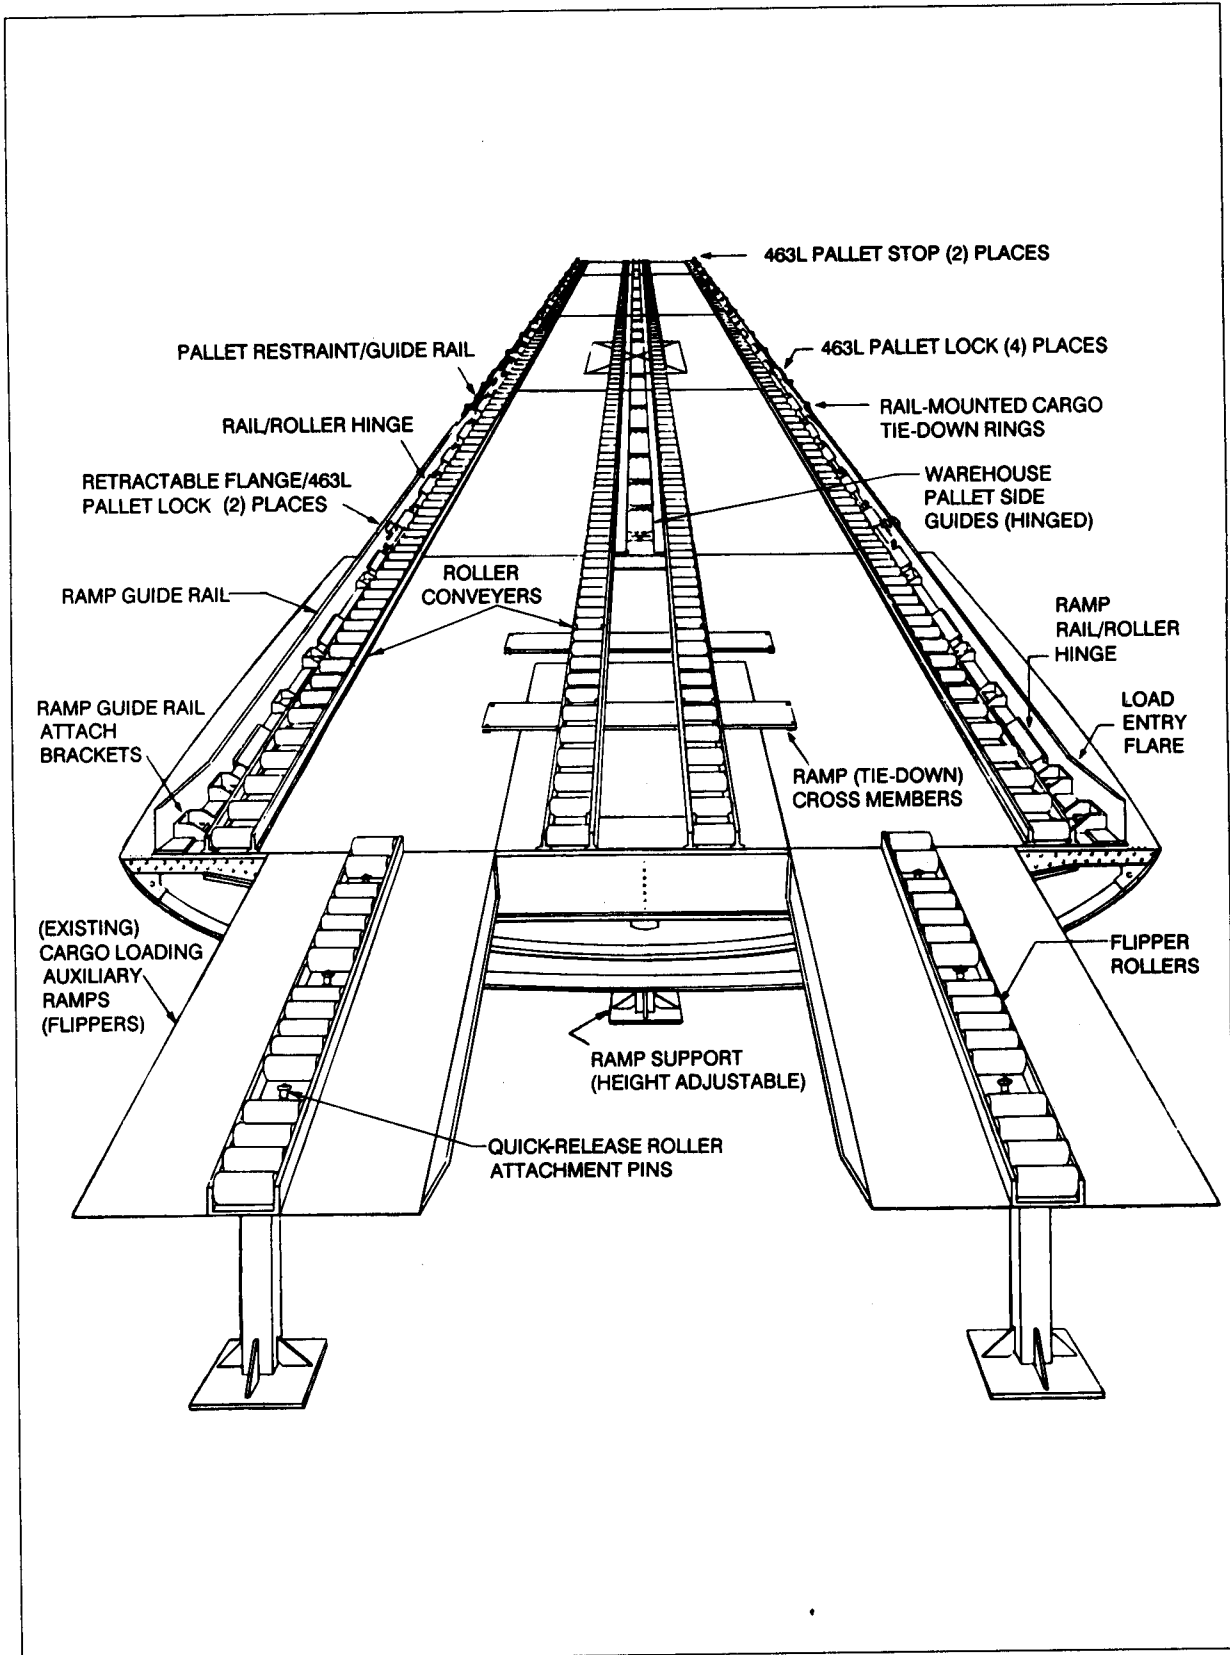 463L PALLET STOP (2) PLACES
PALLET RESTRAINT/GUIDE RAIL
463L PALLET LOCK (4) PLACES
RAIL/ROLLER HINGE
RAIL-MOUNTED CARGO
TIE-DOWN RINGS
RETRACTABLE FLANGE/463L
PALLET LOCK (2) PLACES
WAREHOUSE
PALLET SIDE
GUIDES (HINGED)
RAMP GUIDE RAIL
ROLLER
CONVEYERS
RAMP
RAIL/ROLLER
HINGE
RAMP GUIDE RAIL
ATTACH
BRACKETS
LOAD
ENTRY
FLARE
RAMP (TIE-DOWN)
CROSS MEMBERS
(EXISTING)
CARGO LOADING
AUXILIARY
RAMPS
(FLIPPERS)
FLIPPER
ROLLERS
RAMP SUPPORT
(HEIGHT ADJUSTABLE)
QUICK-RELEASE ROLLER
ATTACHMENT PINS